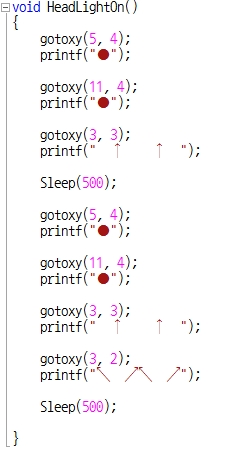 void HeadLightOn()
{
gotoxy(5, 4);
printf("●");
gotoxy(11, 4);
printf("●");
gotoxy(3, 3);
printf("  ↑    ↑  ");
Sleep(500);
gotoxy(5, 4);
printf("●");
gotoxy(11, 4);
printf("●");
gotoxy(3, 3);
printf("  ↑    ↑  ");
gotoxy(3, 2);
printf("↖ ↗↖ ↗");
Sleep(500);
}